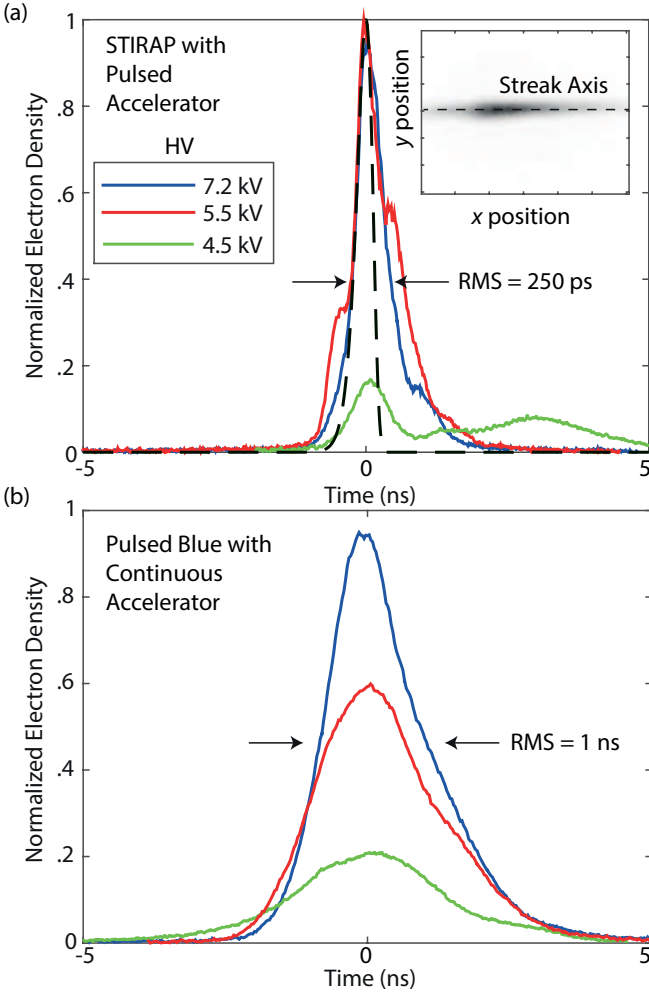 (a)
STIRAP with
Pulsed
Accelerator
HV
7.2 kV
5.5 kV
4.5 kV
Streak Axis
y position
x position
RMS = 250 ps
Normalized Electron Density
1
.8
.6
.4
.2
0
-5
0
5
Time (ns)
(b)
Pulsed Blue with
Continuous
Accelerator
RMS = 1 ns
Normalized Electron Density
1
.8
.6
.4
.2
0
-5
0
5
Time (ns)